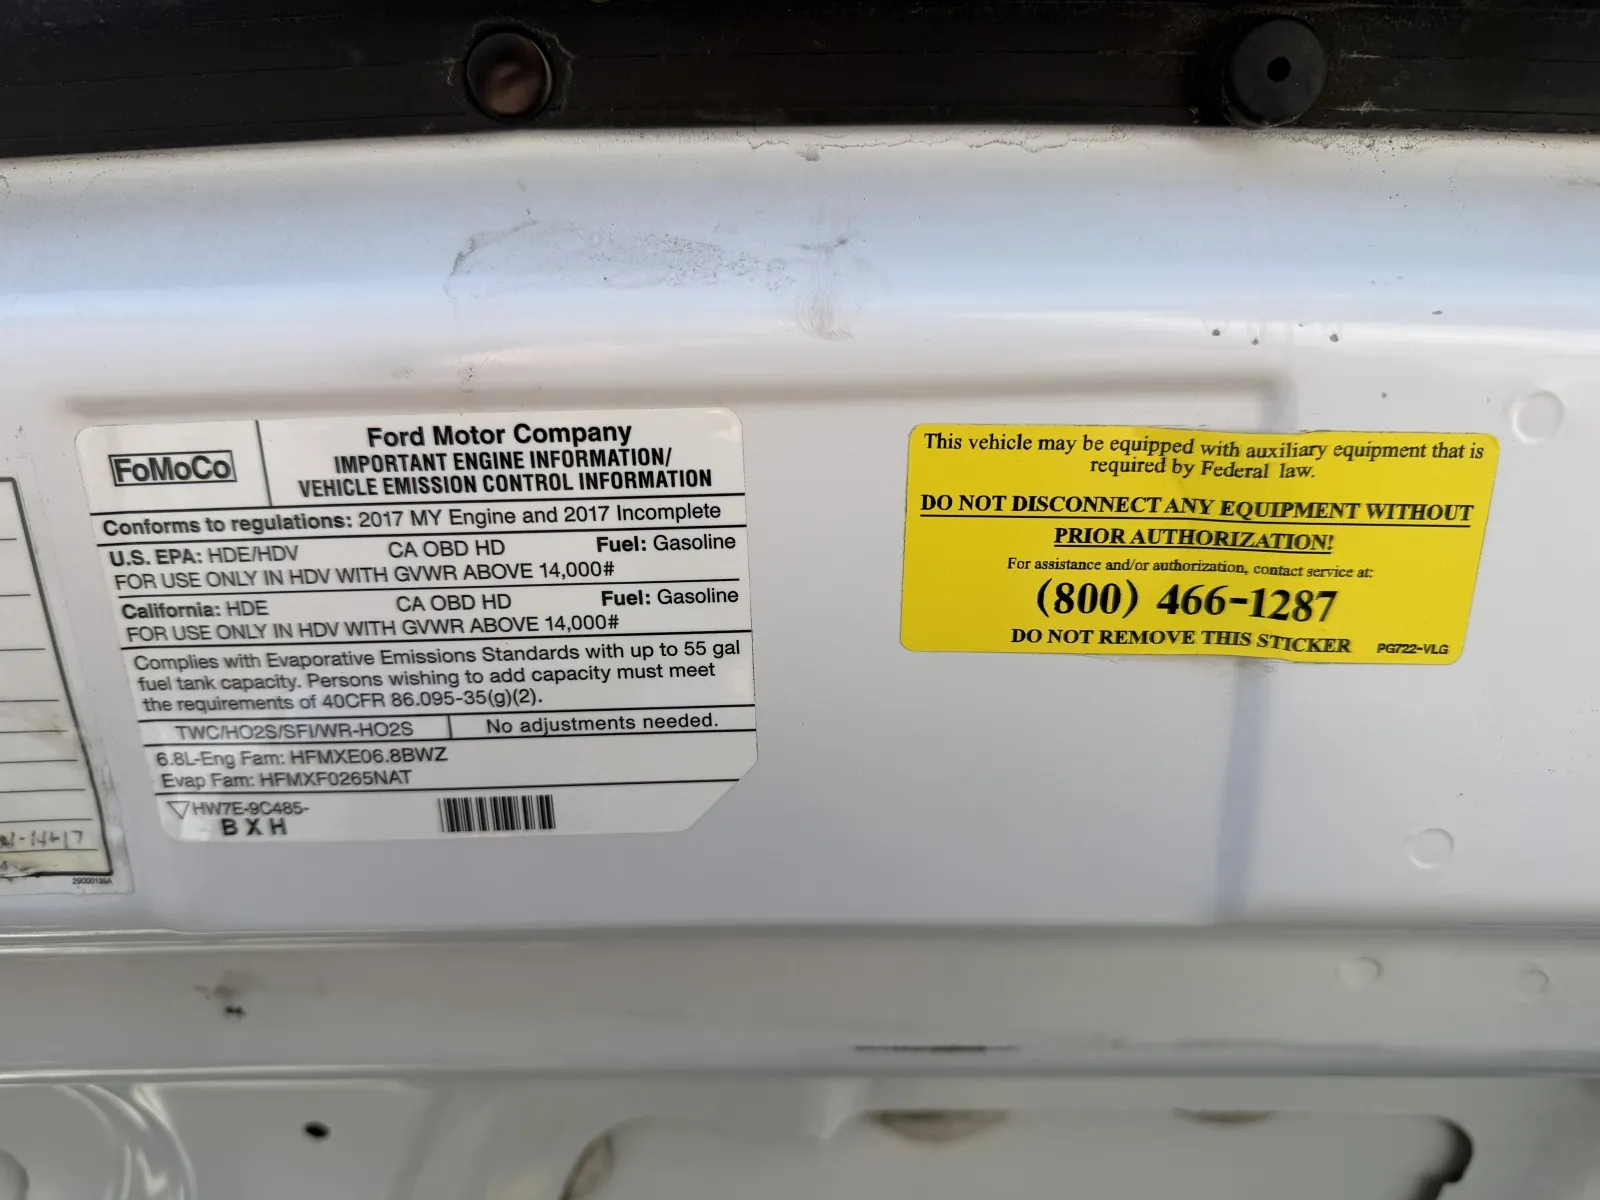 FoMoCo
Ford Motor Company
IMPORTANT ENGINE INFORMATION/
VEHICLE EMISSION CONTROL INFORMATION
Conforms to regulations: 2017 MY Engine and 2017 Incomplete
U.S. EPA: HDE/HDV CA OBD HD Fuel: Gasoline
FOR USE ONLY IN HDV WITH GVWR ABOVE 14,000#
California: HDE CA OBD HD Fuel: Gasoline
FOR USE ONLY IN HDV WITH GVWR ABOVE 14,000#
Complies with Evaporative Emissions Standards with up to 55 gal
fuel tank capacity. Persons wishing to add capacity must meet
the requirements of 40CFR 86.095-35(g)(2).
TWC/HO2S/SFI/WR-HO2S No adjustments needed.
6.8L-Eng Fam: HFMXE06.8BWZ
Evap Fam: HFMXF0265NAT
HW7E-9C485-
B X H
This vehicle may be equipped with auxiliary equipment that is
required by Federal law.
DO NOT DISCONNECT ANY EQUIPMENT WITHOUT
PRIOR AUTHORIZATION!
For assistance and/or authorization, contact service at:
(800) 466-1287
DO NOT REMOVE THIS STICKER PG722-VLG